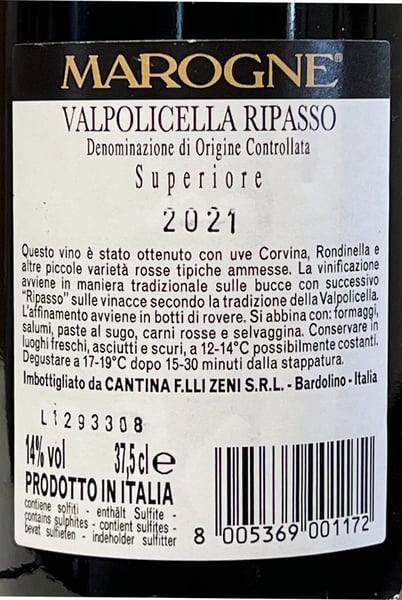 MAROGNE®
VALPOLICELLA RIPASSO
Denominazione di Origine Controllata
Superiore
2021
Questo vino è stato ottenuto con uve Corvina, Rondinella e
altre piccole varietà rosse tipiche ammesse. La vinificazione
avviene in maniera tradizionale sulle bucce con successivo
“Ripasso” sulle vinacce secondo la tradizione della Valpolicella.
L'affinamento avviene in botti di rovere. Si abbina con: formaggi,
salumi, paste al sugo, carni rosse e selvaggina. Conservare in
luoghi freschi, asciutti e scuri, a 12-14°C possibilmente costanti.
Degustare a 17-19°C dopo 15-30 minuti dalla stappatura.
Imbottigliato da CANTINA F.LLI ZENI S.R.L. - Bardolino - Italia
L1293308
14% vol 37,5cl e
PRODOTTO IN ITALIA
contiene solfiti - enthält Sulfite -
contains sulphites - contient sulfites -
bevat sulfieten - indeholder sulfitter
8 005369 001172